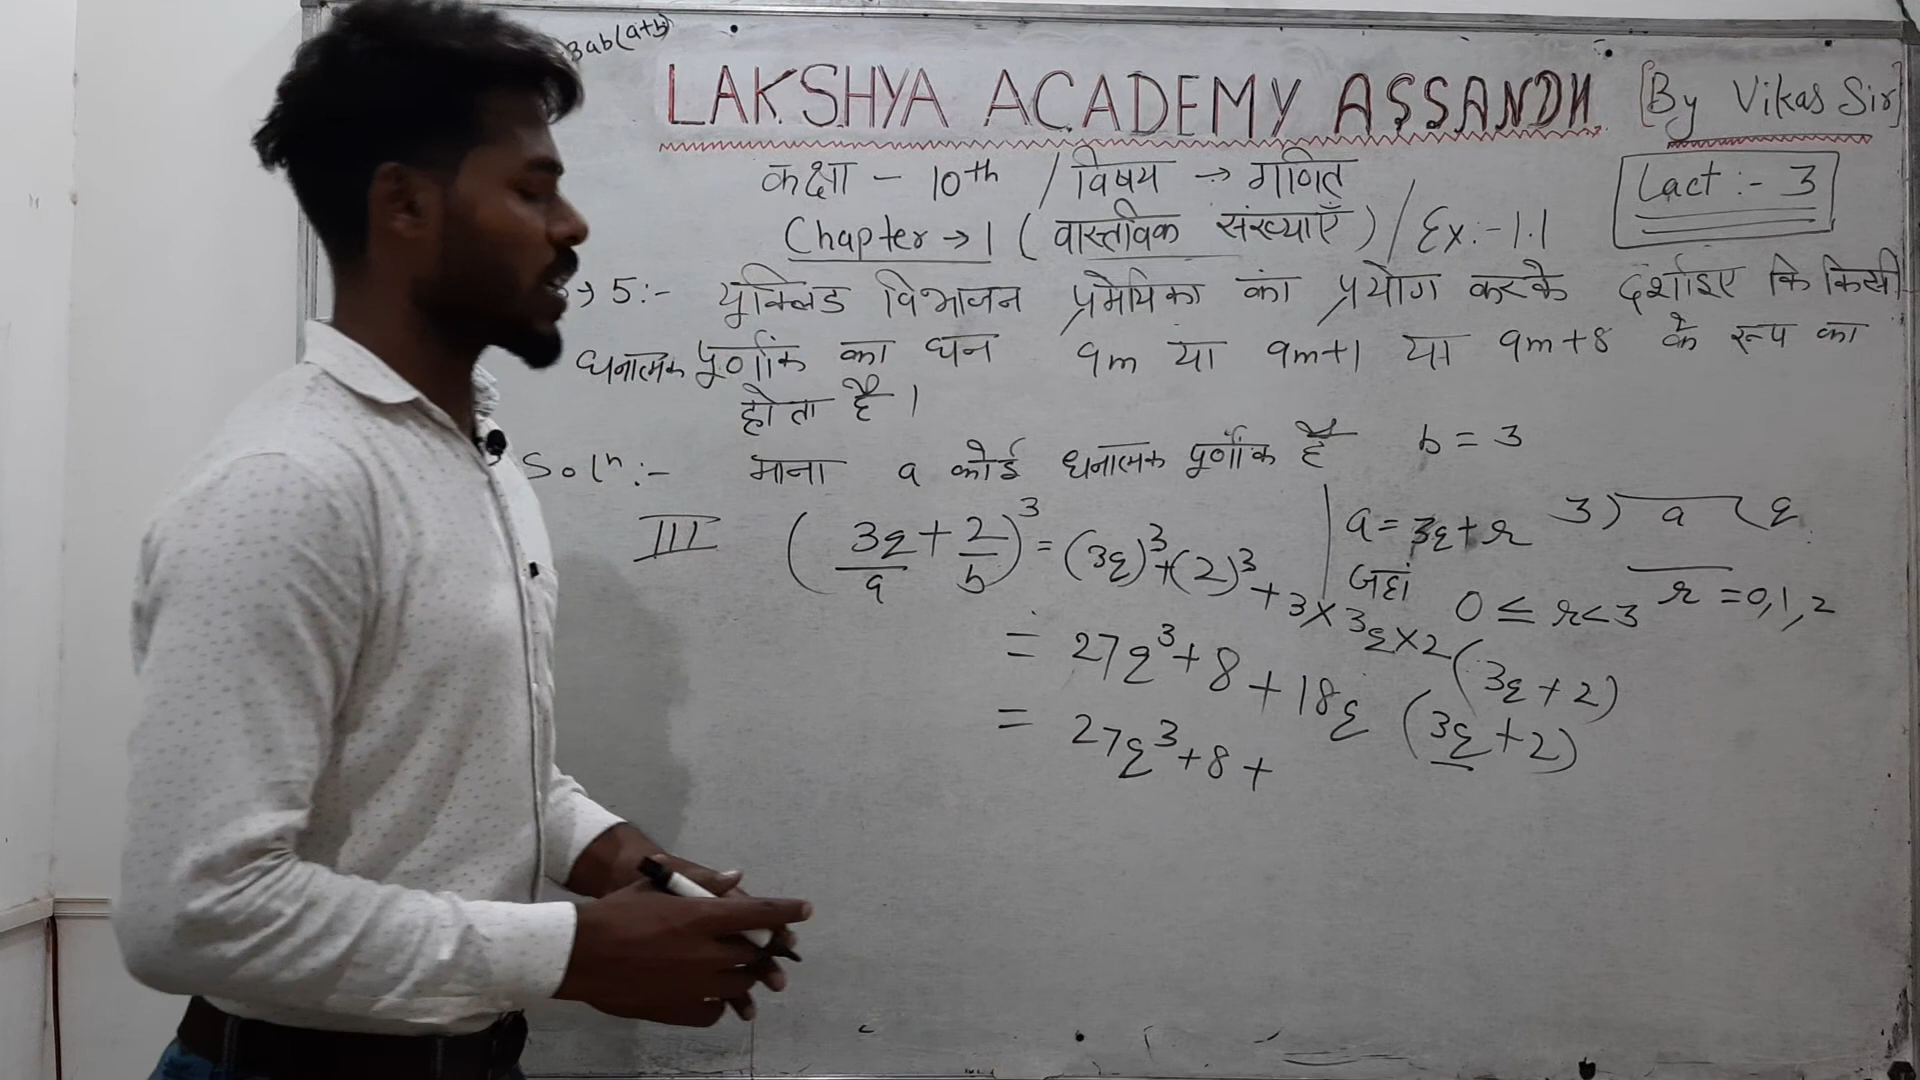 3ab(a+b)
LAKSHYA ACADEMY ASSANDH [By Vikas Sir]
कक्षा - 10th / विषय → गणित
Lact :- 3
Chapter → 1 ( वास्तविक संख्याएँ ) / Ex:-1.1
→ 5:- यूक्लिड विभाजन प्रमेयिका का प्रयोग करके दर्शाइए कि किसी
धनात्मक पूर्णांक का घन 9m या 9m+1 या 9m+8 के रूप का
होता है ।
Solⁿ:- माना a कोई धनात्मक पूर्णांक है b = 3
III (3q + 2)³ = (3q)³ + (2)³ + 3×3q×2 (3q + 2)
a b
a = 3q + r
जहां 0 ≤ r < 3
3) a ( q
r = 0, 1, 2
= 27q³ + 8 + 18q (3q + 2)
= 27q³ + 8 +